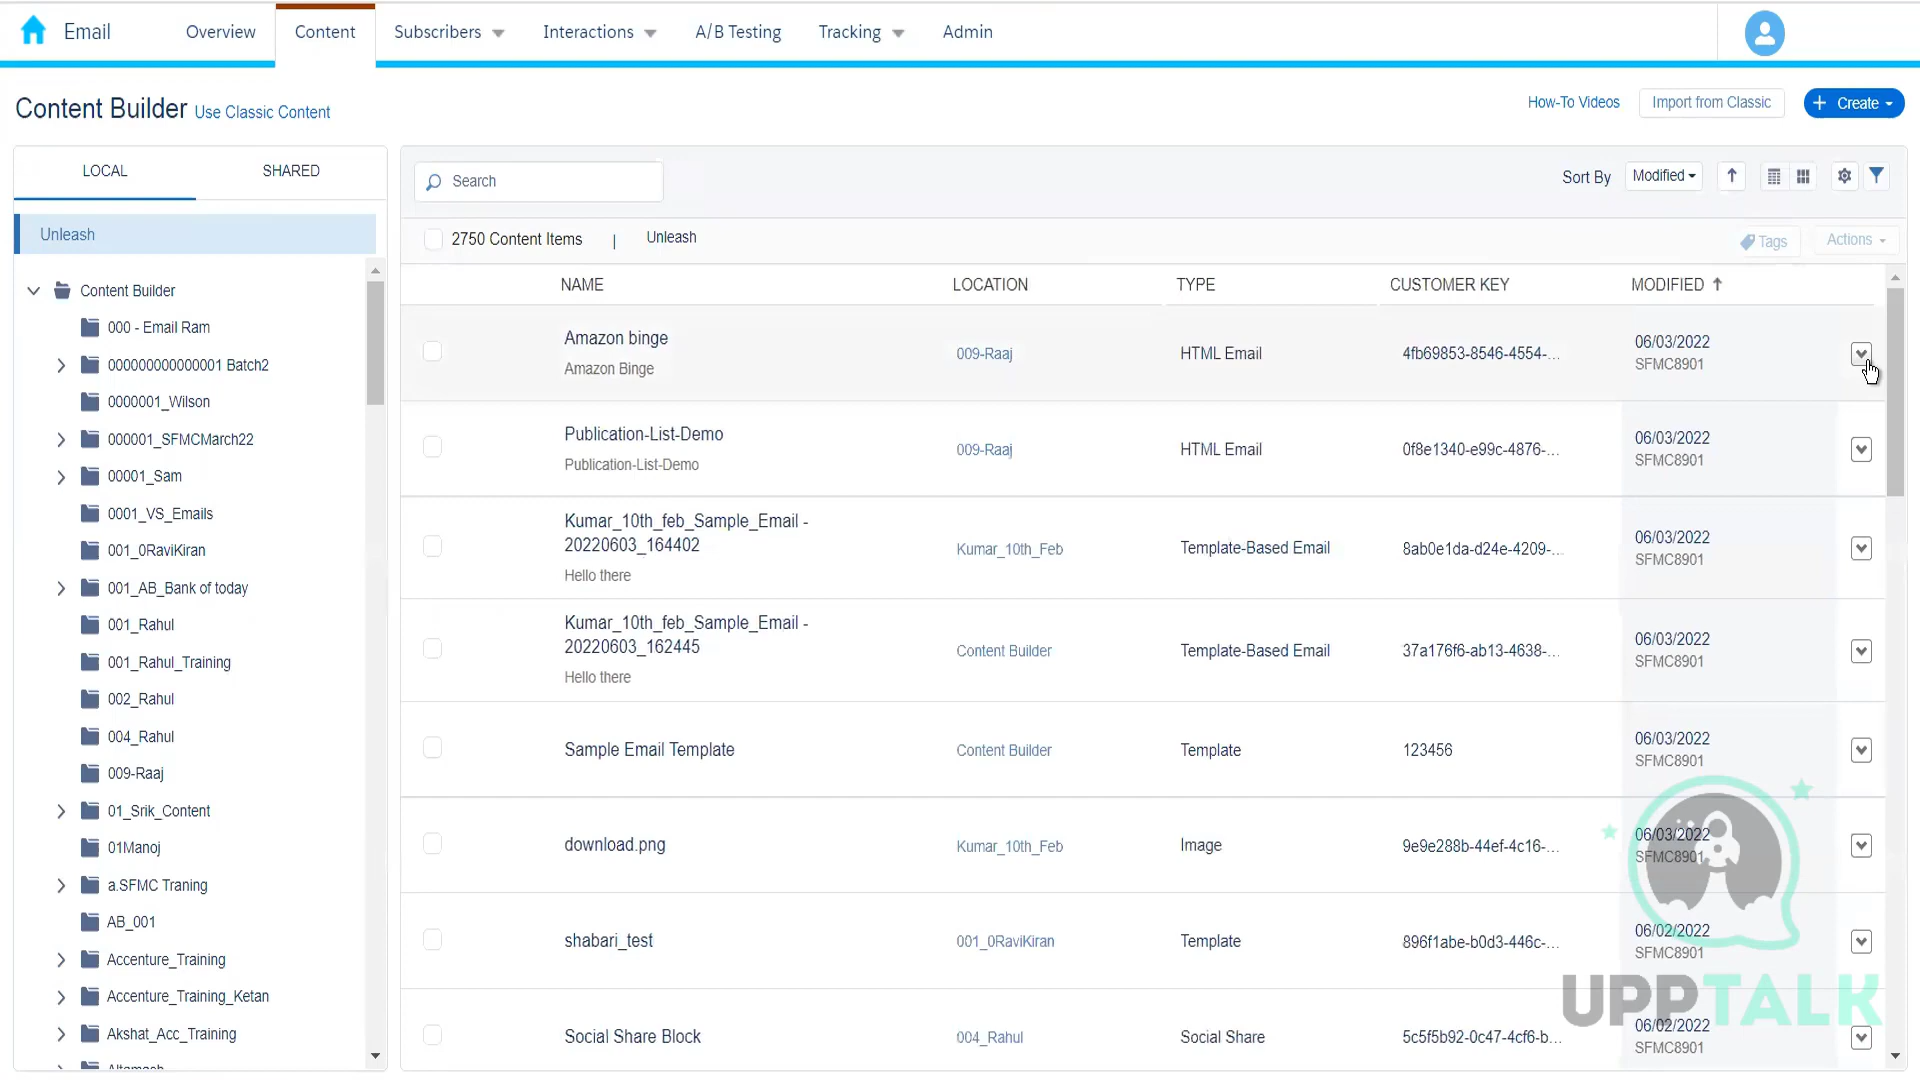 Email
Overview
Content
Subscribers
Interactions
A/B Testing
Tracking
Admin
Content Builder Use Classic Content
How-To Videos
Import from Classic
+ Create
LOCAL
SHARED
Unleash
Content Builder
000 - Email Ram
000000000000001 Batch2
0000001_Wilson
000001_SFMCMarch22
00001_Sam
0001_VS_Emails
001_0RaviKiran
001_AB_Bank of today
001_Rahul
001_Rahul_Training
002_Rahul
004_Rahul
009-Raaj
01_Srik_Content
01Manoj
a.SFMC Traning
AB_001
Accenture_Training
Accenture_Training_Ketan
Akshat_Acc_Training
Search
Sort By
Modified
2750 Content Items | Unleash
Tags
Actions
NAME LOCATION TYPE CUSTOMER KEY MODIFIED
Amazon binge
Amazon Binge
009-Raaj
HTML Email
4fb69853-8546-4554-...
06/03/2022
SFMC8901
Publication-List-Demo
Publication-List-Demo
009-Raaj
HTML Email
0f8e1340-e99c-4876-...
06/03/2022
SFMC8901
Kumar_10th_feb_Sample_Email -
20220603_164402
Hello there
Kumar_10th_Feb
Template-Based Email
8ab0e1da-d24e-4209-...
06/03/2022
SFMC8901
Kumar_10th_feb_Sample_Email -
20220603_162445
Hello there
Content Builder
Template-Based Email
37a176f6-ab13-4638-...
06/03/2022
SFMC8901
Sample Email Template
Content Builder
Template
123456
06/03/2022
SFMC8901
download.png
Kumar_10th_Feb
Image
9e9e288b-44ef-4c16-...
06/03/2022
SFMC8901
shabari_test
001_0RaviKiran
Template
896f1abe-b0d3-446c-...
06/02/2022
SFMC8901
Social Share Block
004_Rahul
Social Share
5c5f5b92-0c47-4cf6-b...
06/02/2022
SFMC8901
UPPTALK